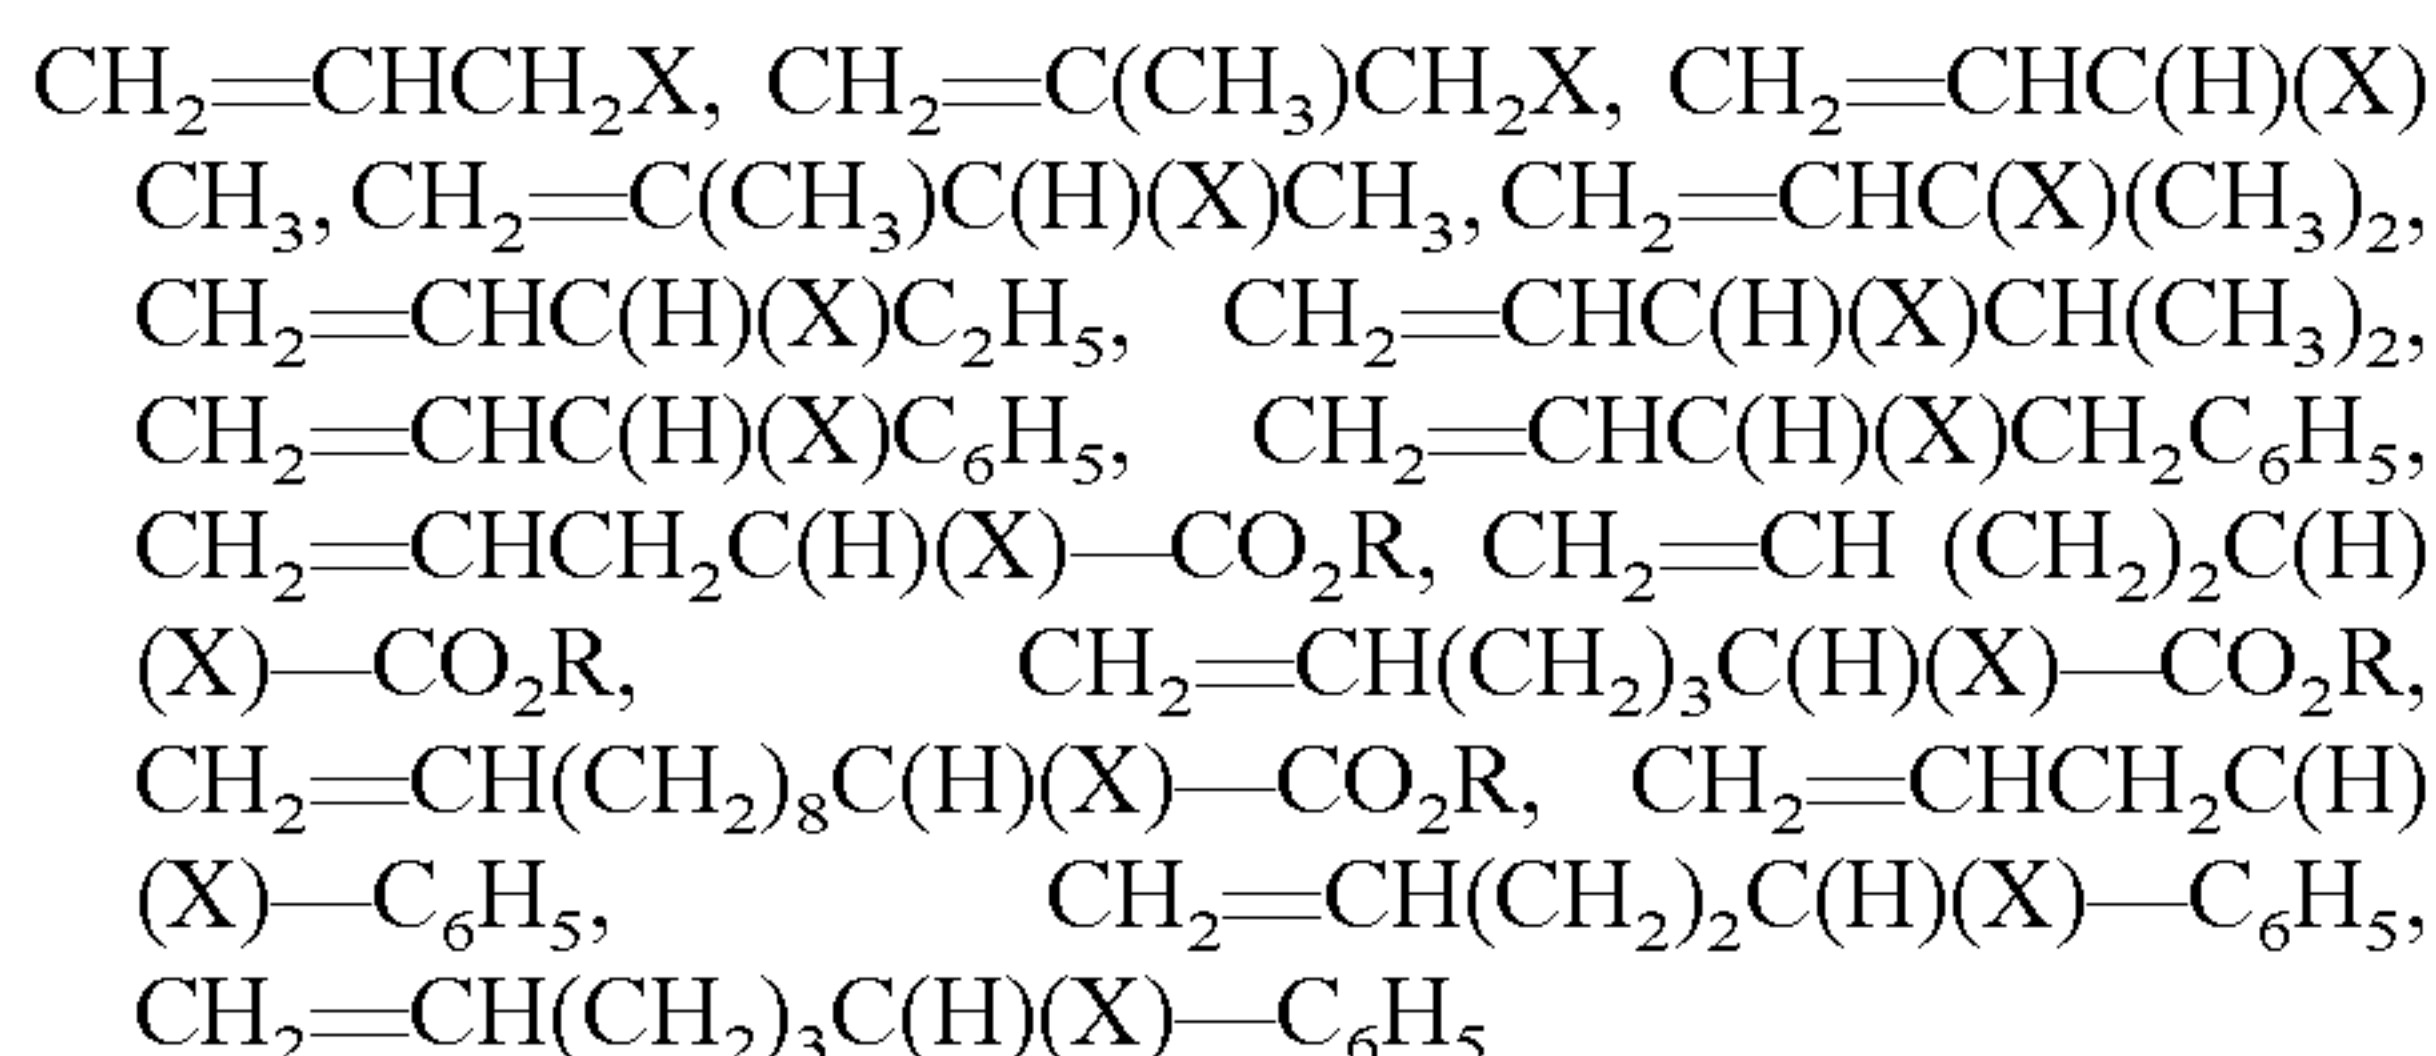 CH₂═CHCH₂X, CH₂═C(CH₃)CH₂X, CH₂═CHC(H)(X)
CH₃, CH₂═C(CH₃)C(H)(X)CH₃, CH₂═CHC(X)(CH₃)₂,
CH₂═CHC(H)(X)C₂H₅, CH₂═CHC(H)(X)CH(CH₃)₂,
CH₂═CHC(H)(X)C₆H₅, CH₂═CHC(H)(X)CH₂C₆H₅,
CH₂═CHCH₂C(H)(X)—CO₂R, CH₂═CH (CH₂)₂C(H)
(X)—CO₂R, CH₂═CH(CH₂)₃C(H)(X)—CO₂R,
CH₂═CH(CH₂)₈C(H)(X)—CO₂R, CH₂═CHCH₂C(H)
(X)—C₆H₅, CH₂═CH(CH₂)₂C(H)(X)—C₆H₅,
CH₂═CH(CH₂)₃C(H)(X)—C₆H₅